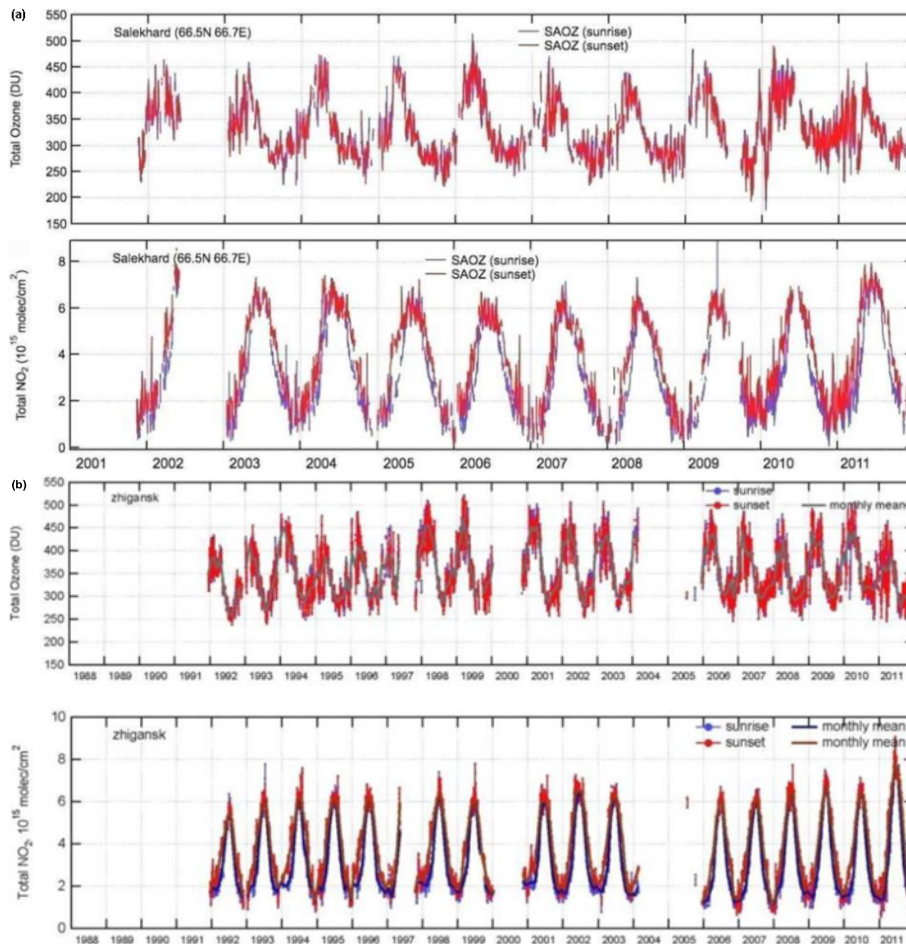 (a)
Salekhard (66.5N 66.7E)
SAOZ (sunrise)
SAOZ (sunset)
Total Ozone (DU)
550
500
450
400
350
300
250
200
150
Salekhard (66.5N 66.7E)
SAOZ (sunrise)
SAOZ (sunset)
Total NO2 (10^15 molec/cm^2)
8
6
4
2
0
2001 2002 2003 2004 2005 2006 2007 2008 2009 2010 2011
(b)
zhigansk
sunrise
sunset monthly mean
Total Ozone (DU)
550
500
450
400
350
300
250
200
150
1988 1989 1990 1991 1992 1993 1994 1995 1996 1997 1998 1999 2000 2001 2002 2003 2004 2005 2006 2007 2008 2009 2010 2011
zhigansk
sunrise monthly mean
sunset monthly mean
Total NO2, 10^15 molec/cm^2
10
8
6
4
2
0
1988 1989 1990 1991 1992 1993 1994 1995 1996 1997 1998 1999 2000 2001 2002 2003 2004 2005 2006 2007 2008 2009 2010 2011